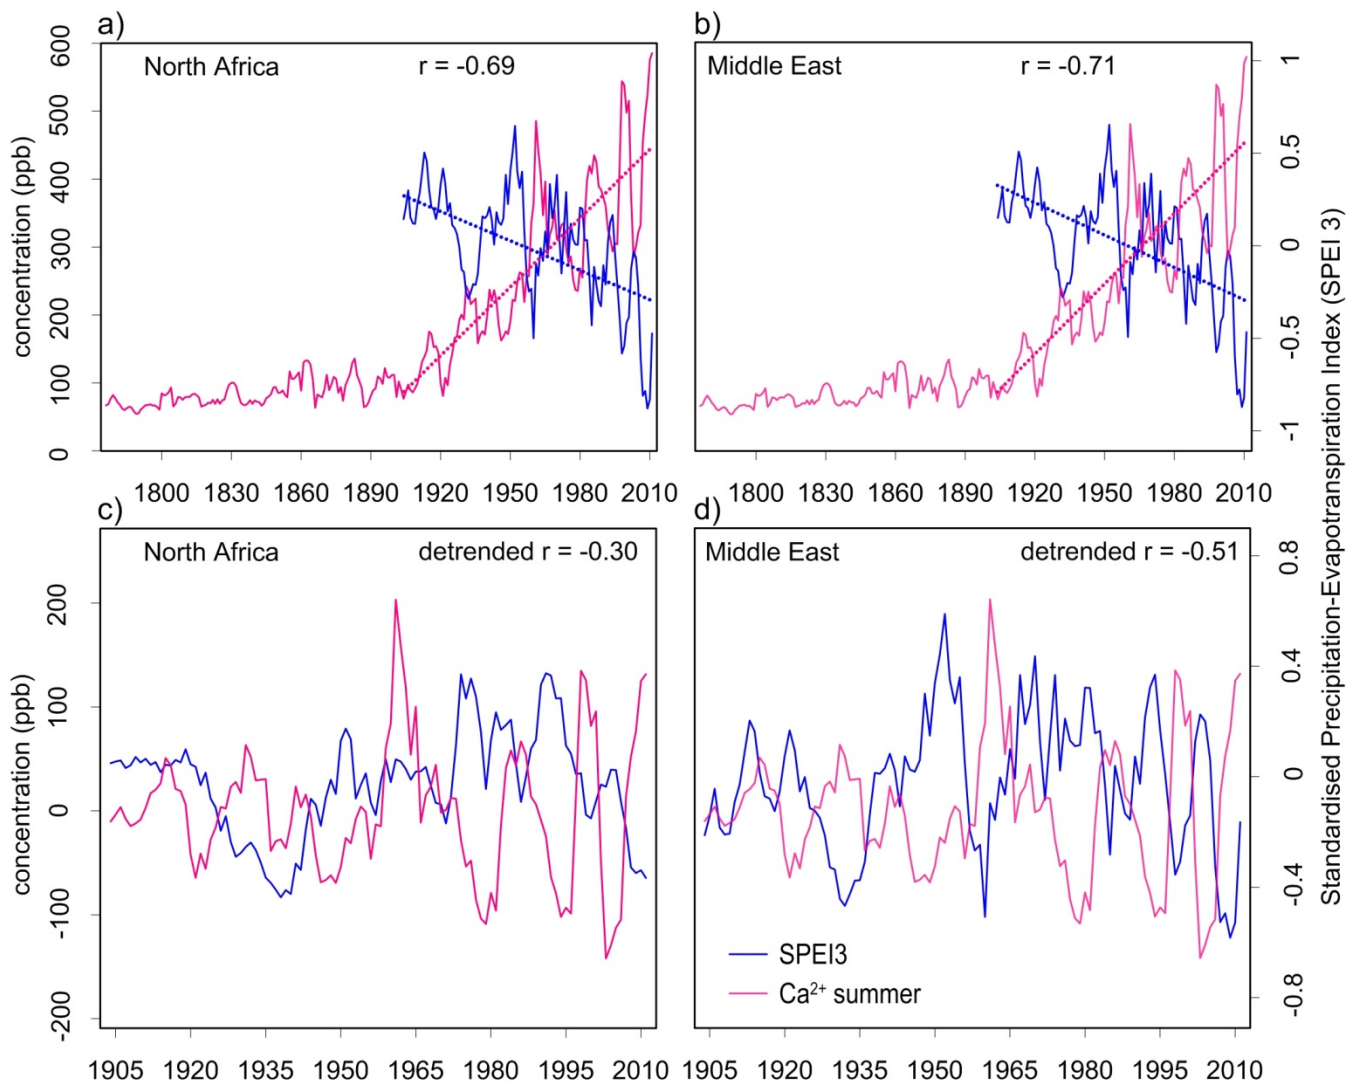 a)
North Africa
r = -0.69
600
500
400
300
200
100
0
concentration (ppb)
1800 1830 1860 1890 1920 1950 1980 2010
b)
Middle East
r = -0.71
1
0.5
0
-0.5
-1
1800 1830 1860 1890 1920 1950 1980 2010
Standardised Precipitation-Evapotranspiration Index (SPEI 3)
c)
North Africa
detrended r = -0.30
200
100
0
-100
-200
concentration (ppb)
1905 1920 1935 1950 1965 1980 1995 2010
d)
Middle East
detrended r = -0.51
0.8
0.4
0
-0.4
-0.8
SPEI3
Ca²⁺ summer
1905 1920 1935 1950 1965 1980 1995 2010